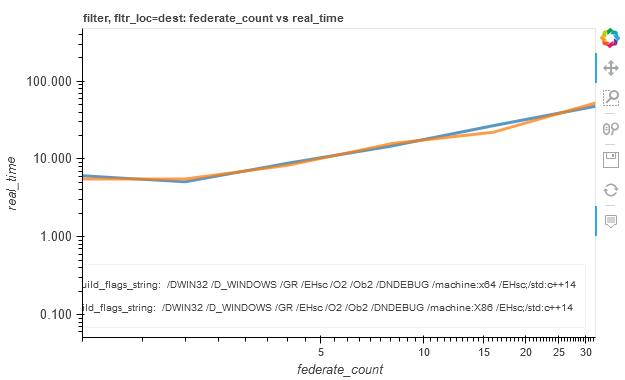 filter, fltr_loc=dest: federate_count vs real_time
100.000
10.000
1.000
0.100
real_time
uild_flags_string: /DWIN32 /D_WINDOWS /GR /EHsc /O2 /Ob2 /DNDEBUG /machine:x64 /EHsc;/std:c++14
ild_flags_string: /DWIN32 /D_WINDOWS /GR /EHsc /O2 /Ob2 /DNDEBUG /machine:X86 /EHsc;/std:c++14
5 10 15 20 25 30
federate_count